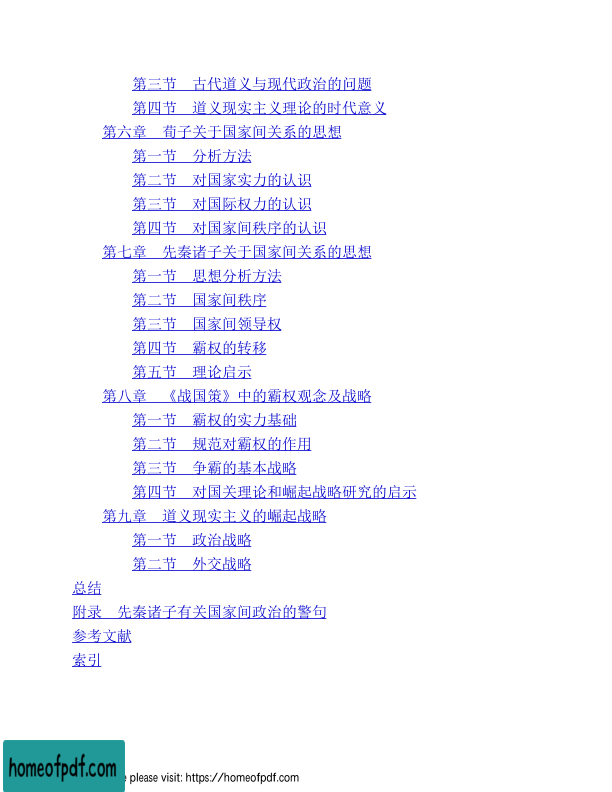 第三节　古代道义与现代政治的问题
第四节　道义现实主义理论的时代意义
第六章　荀子关于国家间关系的思想
第一节　分析方法
第二节　对国家实力的认识
第三节　对国际权力的认识
第四节　对国家间秩序的认识
第七章　先秦诸子关于国家间关系的思想
第一节　思想分析方法
第二节　国家间秩序
第三节　国家间领导权
第四节　霸权的转移
第五节　理论启示
第八章　《战国策》中的霸权观念及战略
第一节　霸权的实力基础
第二节　规范对霸权的作用
第三节　争霸的基本战略
第四节　对国关理论和崛起战略研究的启示
第九章　道义现实主义的崛起战略
第一节　政治战略
第二节　外交战略
总结
附录　先秦诸子有关国家间政治的警句
参考文献
索引
homeofpdf.com
please visit: https://homeofpdf.com